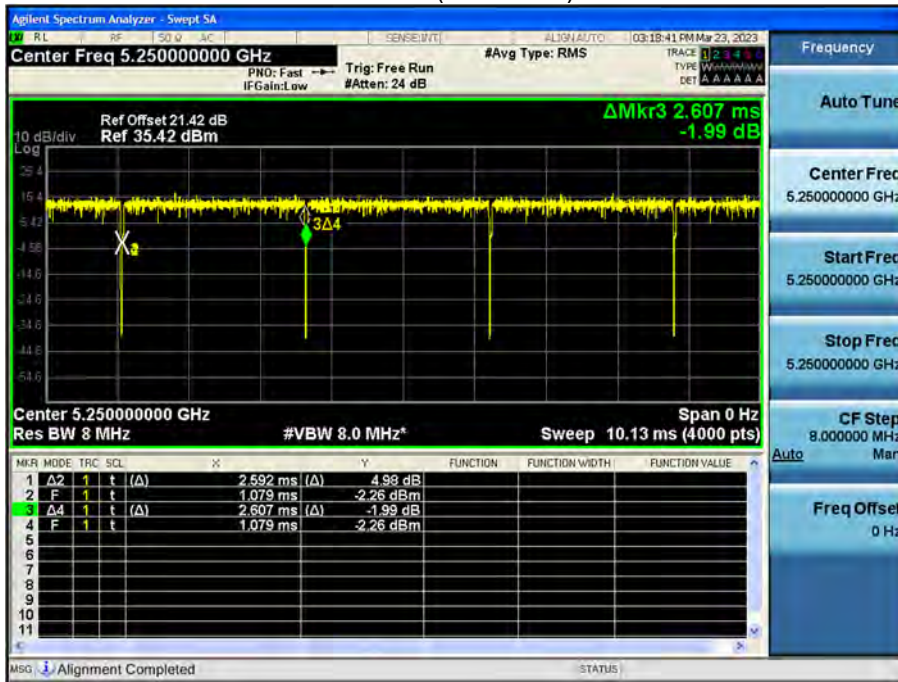 Agilent Spectrum Analyzer - Swept SA
RL RF 50 Ω AC SENSE:INT ALIGN AUTO 03:18:41 PM Mar 23, 2023
Center Freq 5.250000000 GHz
#Avg Type: RMS
TRACE 1 2 3 4 5 6
PNO: Fast Trig: Free Run
TYPE
IFGain:Low #Atten: 24 dB
DET A A A A A A
Frequency
Auto Tune
Center Freq
5.250000000 GHz
Start Freq
5.250000000 GHz
Stop Freq
5.250000000 GHz
CF Step
8.000000 MHz
Auto Man
Freq Offset
0 Hz
ΔMkr3 2.607 ms
-1.99 dB
Ref Offset 21.42 dB
10 dB/div Ref 35.42 dBm
Log
25.4
15.4
5.42
-4.58
-14.6
-24.6
-34.6
-44.6
-54.6
3Δ4
Center 5.250000000 GHz Span 0 Hz
Res BW 8 MHz #VBW 8.0 MHz* Sweep 10.13 ms (4000 pts)
MKR MODE TRC SCL X Y FUNCTION FUNCTION WIDTH FUNCTION VALUE
1 Δ2 1 t (Δ) 2.592 ms (Δ) 4.98 dB
2 F 1 t 1.079 ms -2.26 dBm
3 Δ4 1 t (Δ) 2.607 ms (Δ) -1.99 dB
4 F 1 t 1.079 ms -2.26 dBm
5
6
7
8
9
10
11
MSG Alignment Completed STATUS